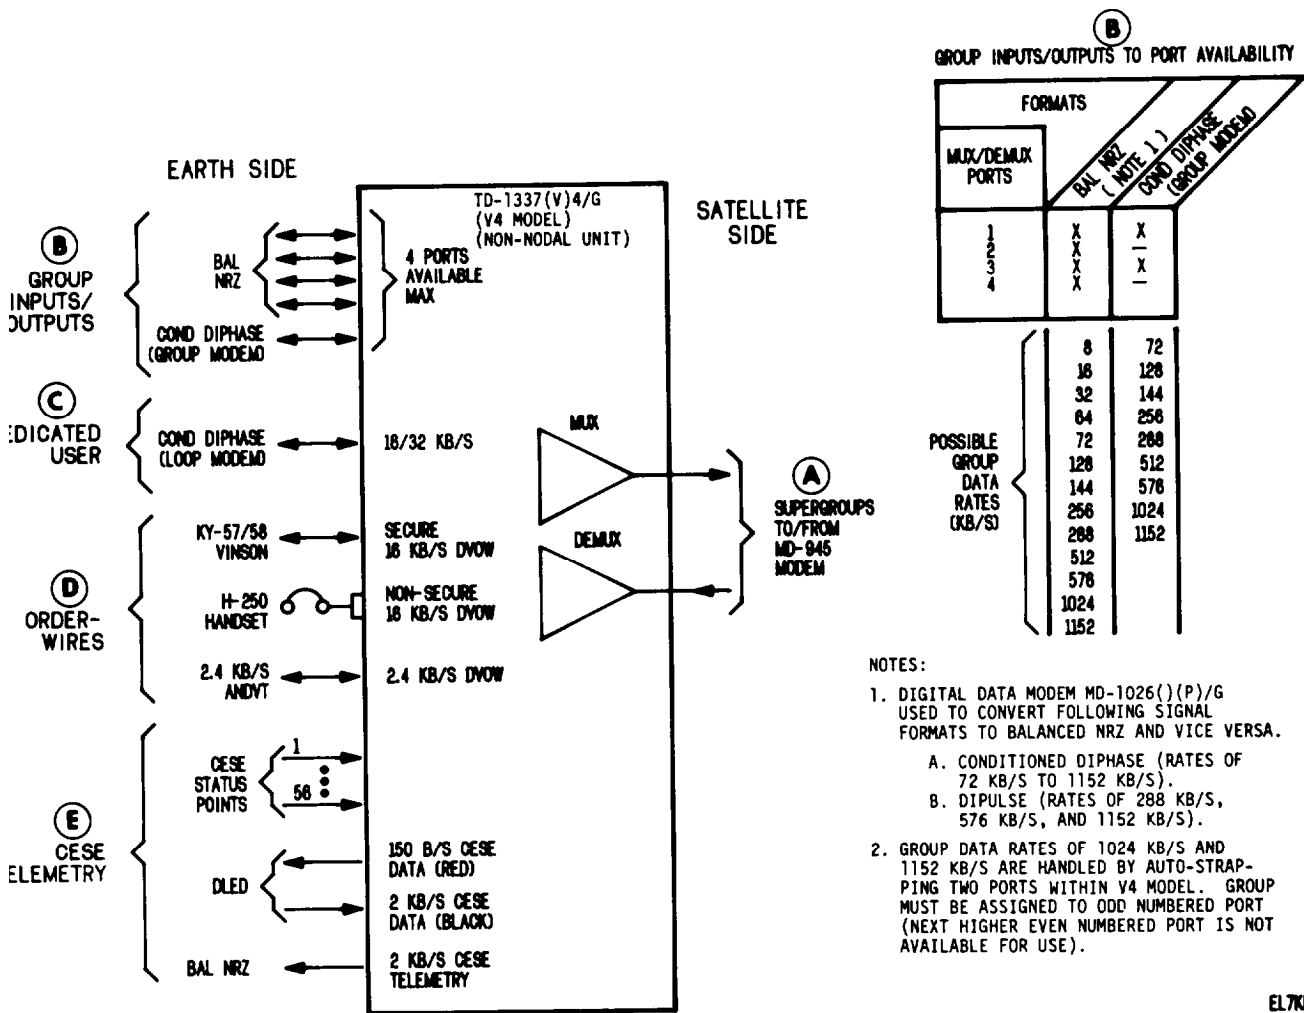 B
GROUP INPUTS/OUTPUTS TO PORT AVAILABILITY
FORMATS
MUX/DEMUX
PORTS
BAL NRZ
( NOTE 1 )
COND DIPHASE
(GROUP MODEM)
1 X X
2 X —
3 X X
4 X —
POSSIBLE
GROUP
DATA
RATES
(KB/S)
8 72
16 128
32 144
64 256
72 288
128 512
144 576
256 1024
288 1152
512
576
1024
1152
EARTH SIDE
TD-1337(V)4/G
(V4 MODEL)
(NON-NODAL UNIT)
SATELLITE
SIDE
B
GROUP
INPUTS/
OUTPUTS
BAL
NRZ
4 PORTS
AVAILABLE
MAX
COND DIPHASE
(GROUP MODEM)
C
EDICATED
USER
COND DIPHASE
(LOOP MODEM)
16/32 KB/S
MUX
DEMUX
A
SUPERGROUPS
TO/FROM
MD-945
MODEM
D
ORDER-
WIRES
KY-57/58
VINSON
SECURE
16 KB/S DVOW
H-250
HANDSET
NON-SECURE
16 KB/S DVOW
2.4 KB/S
ANDVT
2.4 KB/S DVOW
E
CESE
ELEMETRY
CESE
STATUS
POINTS
1
56
DLED
150 B/S CESE
DATA (RED)
2 KB/S CESE
DATA (BLACK)
BAL NRZ
2 KB/S CESE
TELEMETRY
NOTES:
1. DIGITAL DATA MODEM MD-1026()(P)/G
USED TO CONVERT FOLLOWING SIGNAL
FORMATS TO BALANCED NRZ AND VICE VERSA.
A. CONDITIONED DIPHASE (RATES OF
72 KB/S TO 1152 KB/S).
B. DIPULSE (RATES OF 288 KB/S,
576 KB/S, AND 1152 KB/S).
2. GROUP DATA RATES OF 1024 KB/S AND
1152 KB/S ARE HANDLED BY AUTO-STRAP-
PING TWO PORTS WITHIN V4 MODEL. GROUP
MUST BE ASSIGNED TO ODD NUMBERED PORT
(NEXT HIGHER EVEN NUMBERED PORT IS NOT
AVAILABLE FOR USE).